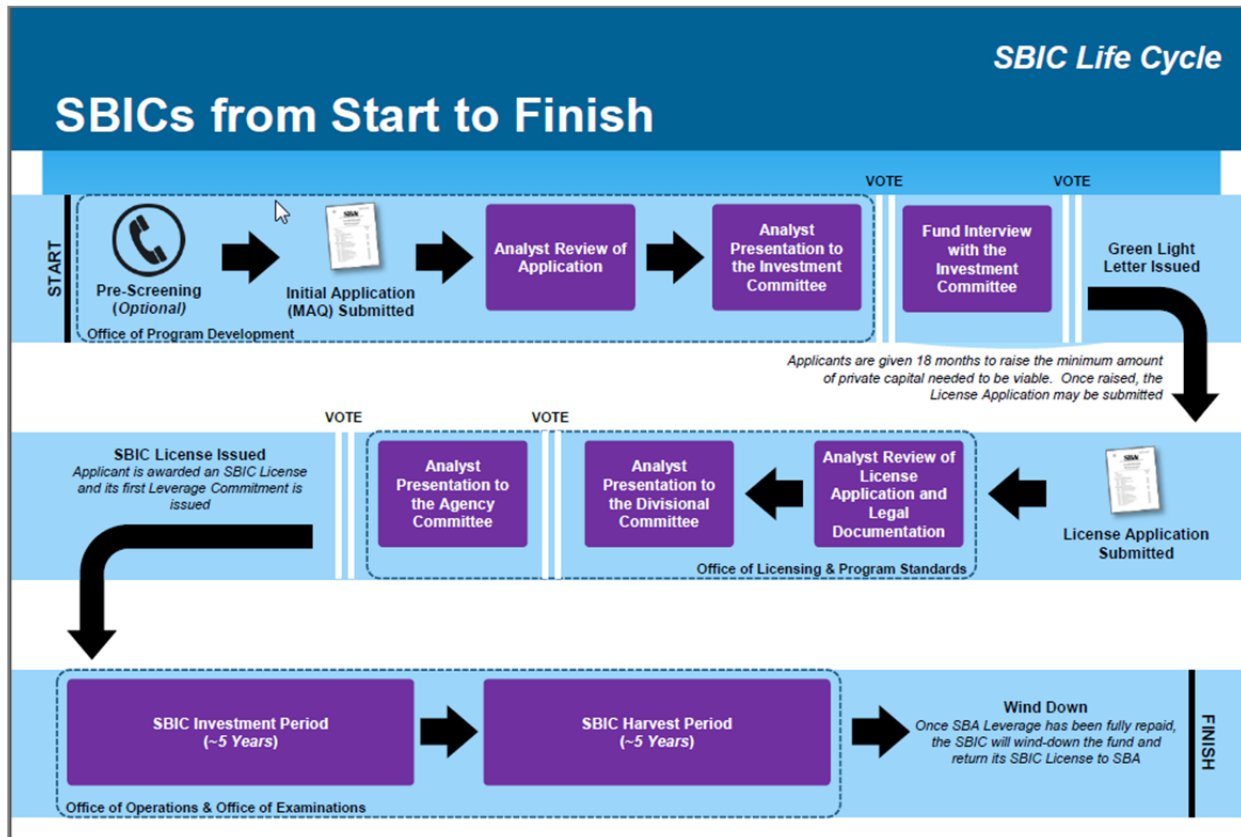 SBIC Life Cycle
SBICs from Start to Finish
VOTE
VOTE
START
Pre-Screening
(Optional)
SBA
Initial Application
(MAQ) Submitted
Analyst Review of
Application
Analyst
Presentation to
the Investment
Committee
Office of Program Development
Fund Interview
with the
Investment
Committee
Green Light
Letter Issued
Applicants are given 18 months to raise the minimum amount
of private capital needed to be viable. Once raised, the
License Application may be submitted
VOTE
VOTE
SBA
License Application
Submitted
Analyst Review of
License
Application and
Legal
Documentation
Analyst
Presentation to
the Divisional
Committee
Analyst
Presentation to
the Agency
Committee
Office of Licensing & Program Standards
SBIC License Issued
Applicant is awarded an SBIC License
and its first Leverage Commitment is
issued
SBIC Investment Period
(~5 Years)
SBIC Harvest Period
(~5 Years)
Office of Operations & Office of Examinations
Wind Down
Once SBA Leverage has been fully repaid,
the SBIC will wind-down the fund and
return its SBIC License to SBA
FINISH